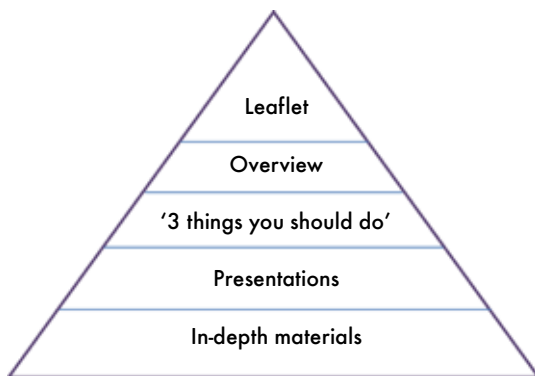 Leaflet
Overview
‘3 things you should do’
Presentations
In-depth materials